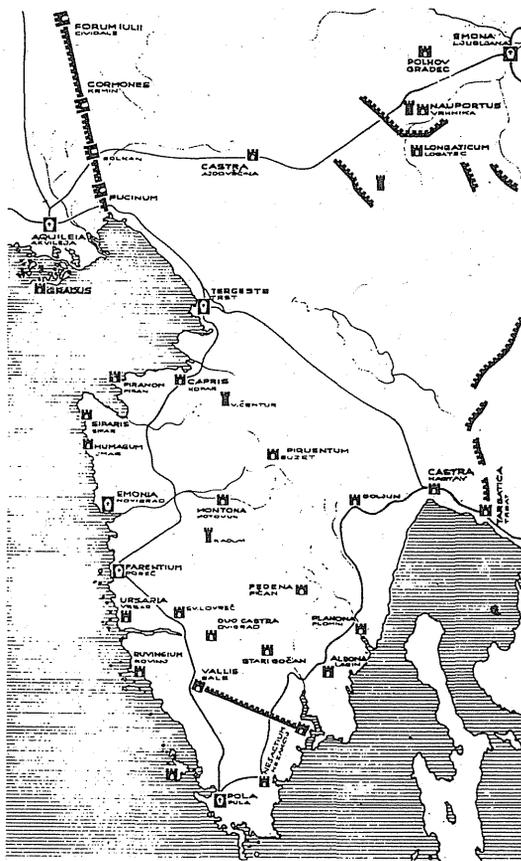 FORUM IULII
CIVIDALE
EMONA
LJUBLJANA
POLHOV
GRADEC
CORMONES
KRMIN
NAUPORTUS
VRHNIKA
LONGATICUM
LOGATEC
SOLKAN
CASTRA
AJDOVŠČINA
PUCINUM
AQUILEIA
AKVILEJA
GRADUS
TERGESTE
TRST
PIRANON
PIRAN
CAPRIS
KOPAR
V. ČENTUR
SIPARIS
SIPAR
HUMAGUM
UMAG
PIQUENTUM
BUZET
CASTRA
KASTAV
EMONIA
NOVIGRAD
MONTONA
MOTOVUN
BOLJUN
TARSATICA
TRSAT
RAŠUM
PARENTIUM
POREČ
PEDENA
PIĆAN
URSARIA
VRSAR
SV. LOVREČ
DUO CASTRA
DVIGRAD
PLANONA
PLOMIN
RUVINIUM
ROVINJ
STARI GOČAN
ALBONA
LABIN
VALLIS
BALE
NESACTIUM
VIZAČE
POLA
PULA